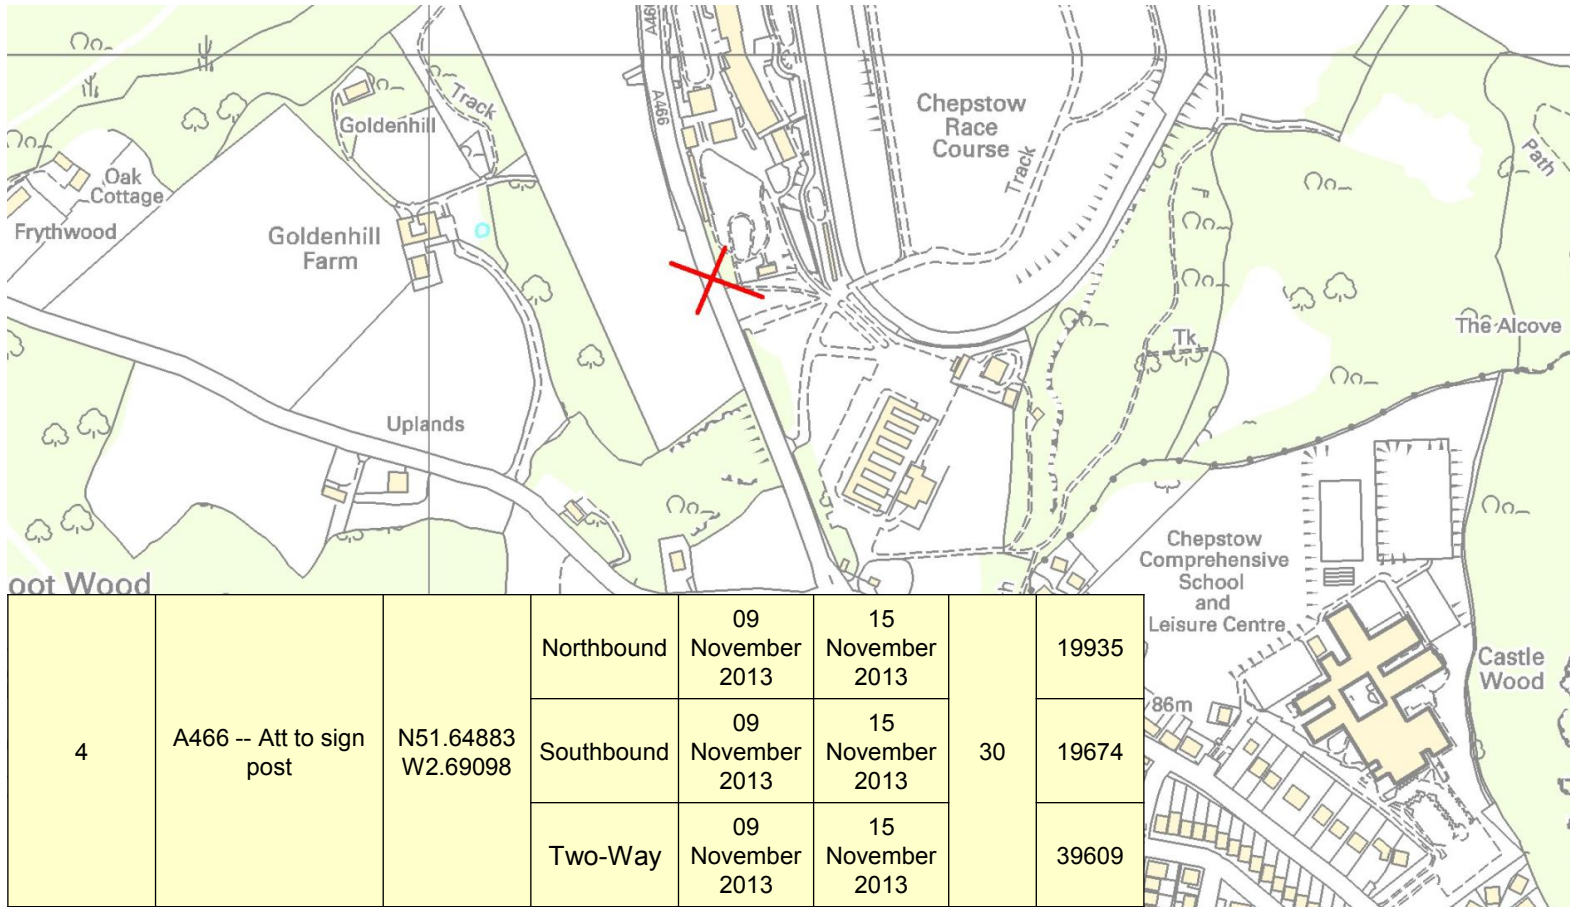 A466
A466
Track
Goldenhill
Chepstow
Race
Course
Track
Path
Oak
Cottage
Frythwood
Goldenhill
Farm
The Alcove
Tk
Uplands
Chepstow
Comprehensive
School
and
Leisure Centre
oot Wood
h
Castle
Wood
86m
4
A466 -- Att to sign
post
N51.64883
W2.69098
Northbound
09
November
2013
15
November
2013
30
19935
Southbound
09
November
2013
15
November
2013
19674
Two-Way
09
November
2013
15
November
2013
39609